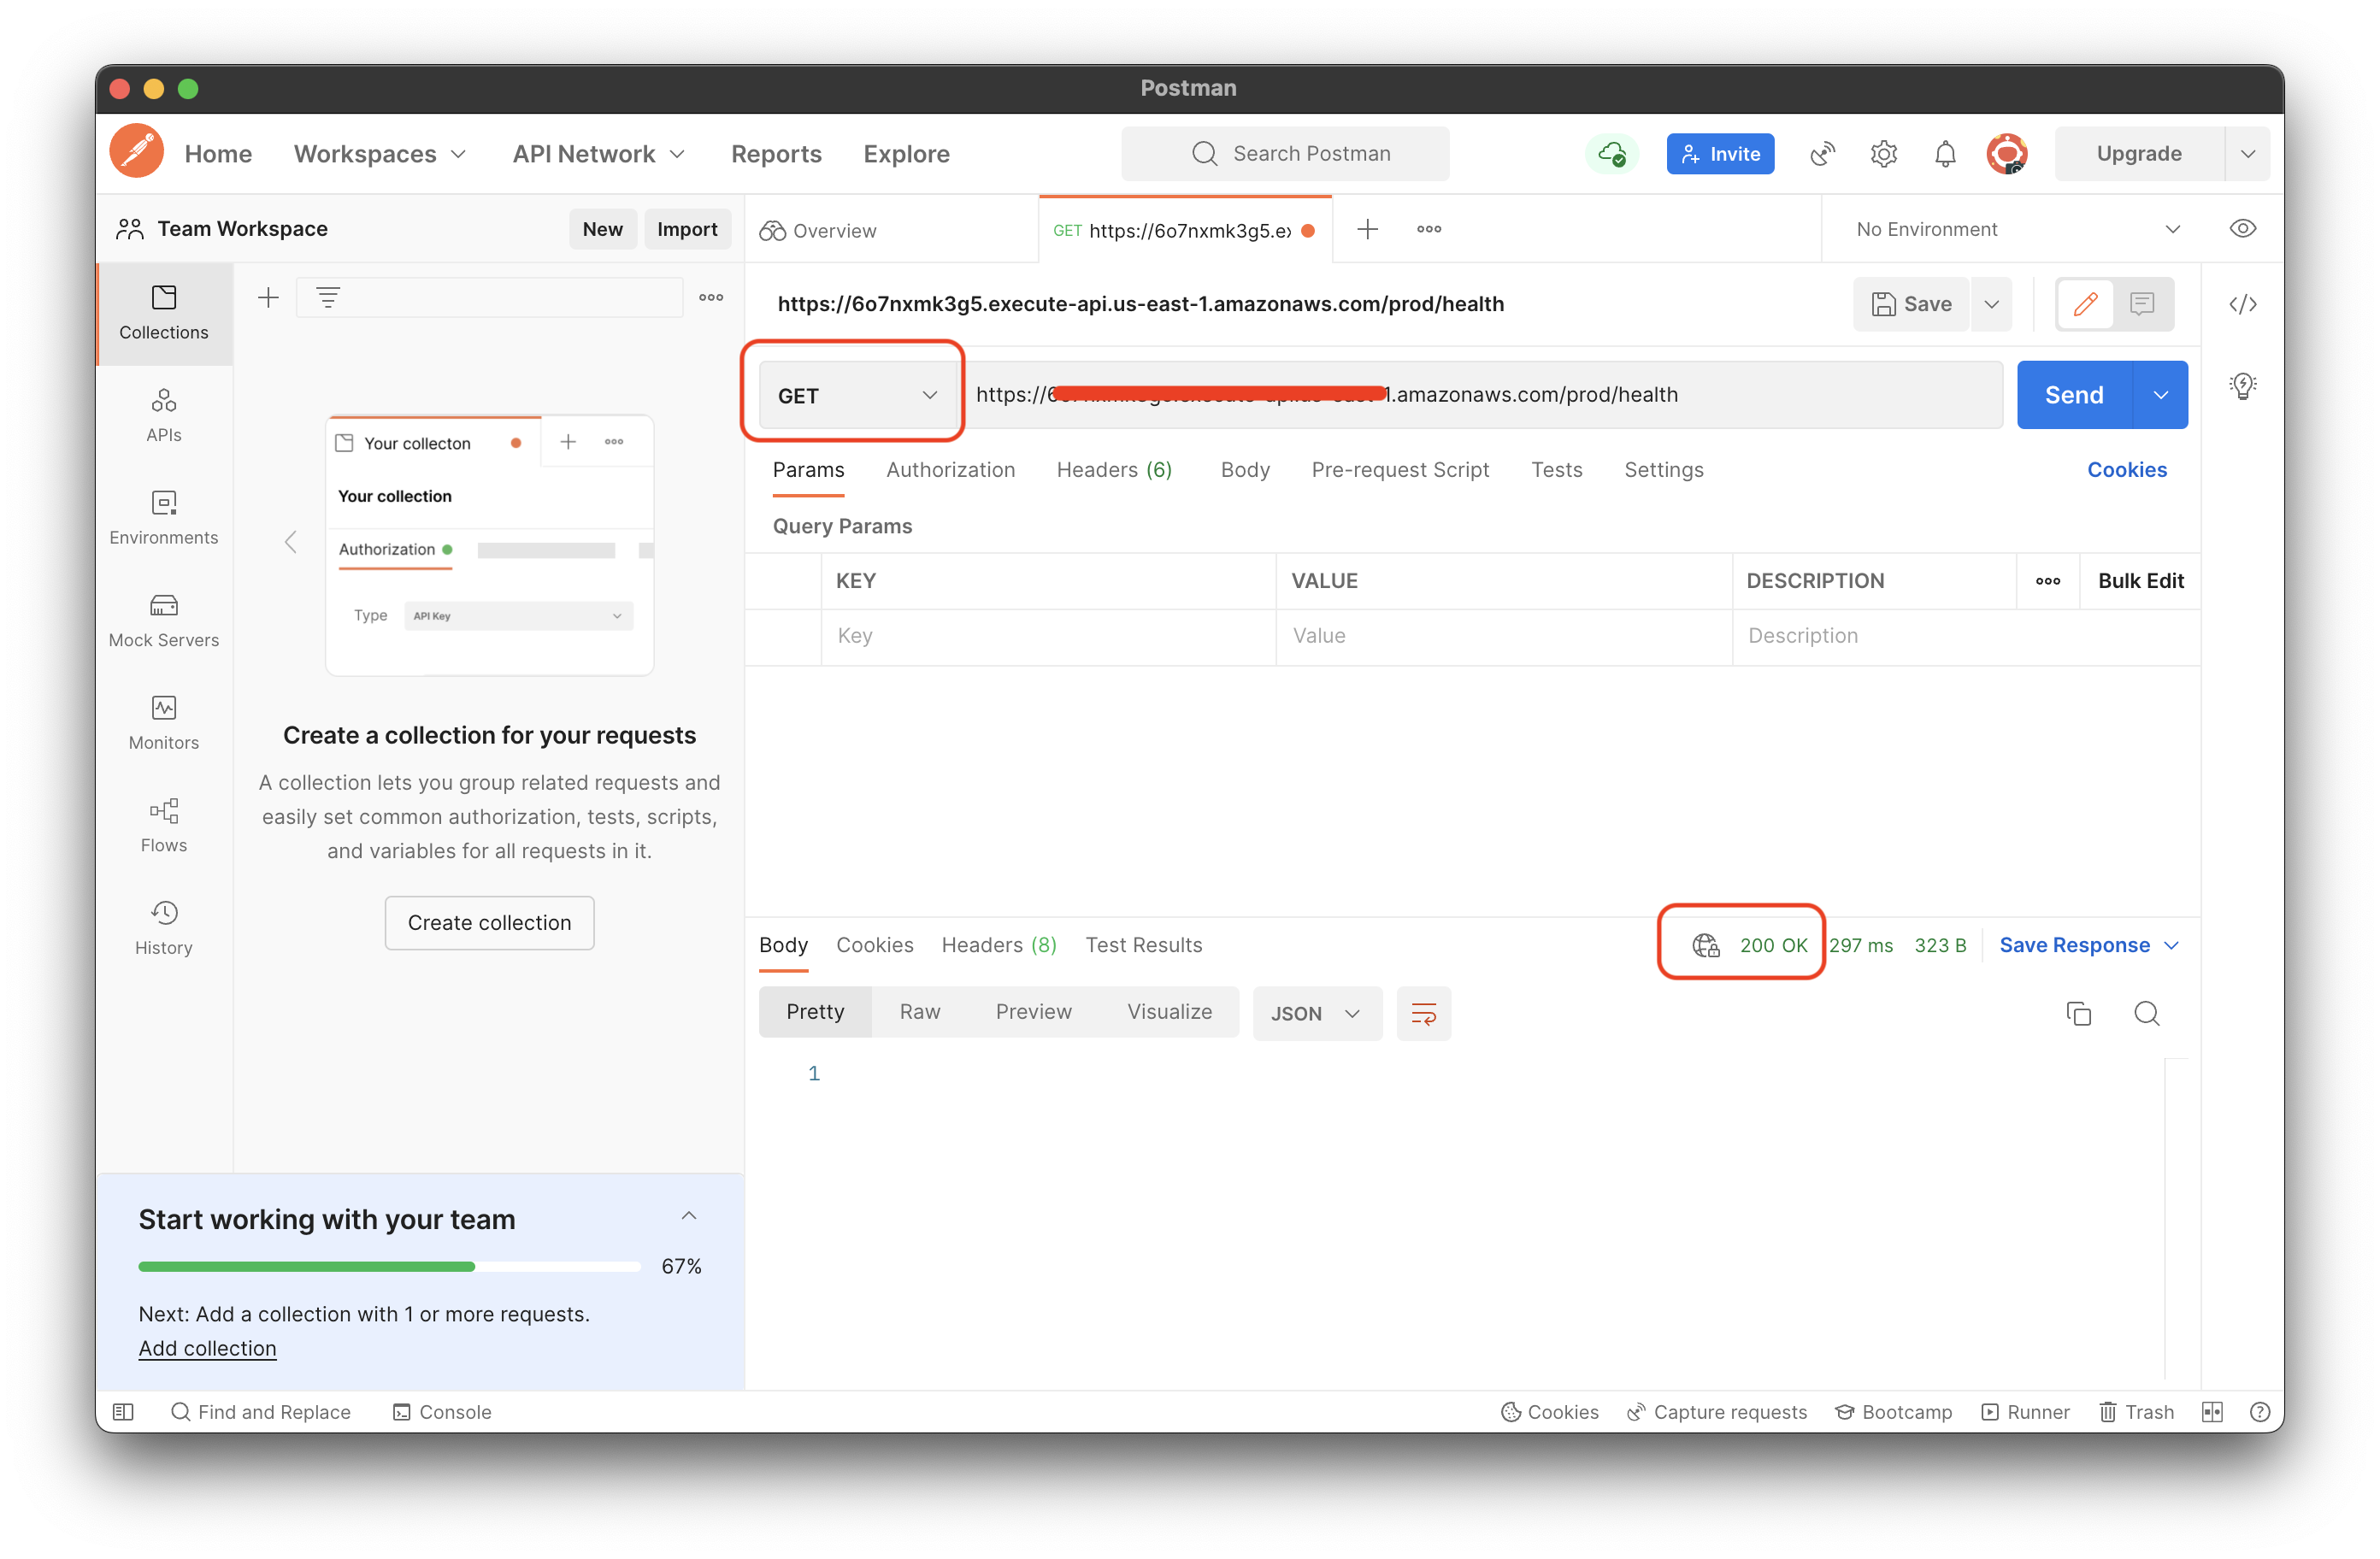 Postman
Home Workspaces API Network Reports Explore Search Postman Invite Upgrade
Team Workspace New Import Overview GET https://6o7nxmk3g5.ex No Environment
Collections
APIs
Environments
Mock Servers
Monitors
Flows
History
Your collecton
Your collection
Authorization
Type API Key
Create a collection for your requests
A collection lets you group related requests and
easily set common authorization, tests, scripts,
and variables for all requests in it.
Create collection
Start working with your team
67%
Next: Add a collection with 1 or more requests.
Add collection
https://6o7nxmk3g5.execute-api.us-east-1.amazonaws.com/prod/health Save
GET https://6 1.amazonaws.com/prod/health Send
Params Authorization Headers (6) Body Pre-request Script Tests Settings Cookies
Query Params
KEY VALUE DESCRIPTION Bulk Edit
Key Value Description
Body Cookies Headers (8) Test Results 200 OK 297 ms 323 B Save Response
Pretty Raw Preview Visualize JSON
1
Find and Replace Console Cookies Capture requests Bootcamp Runner Trash